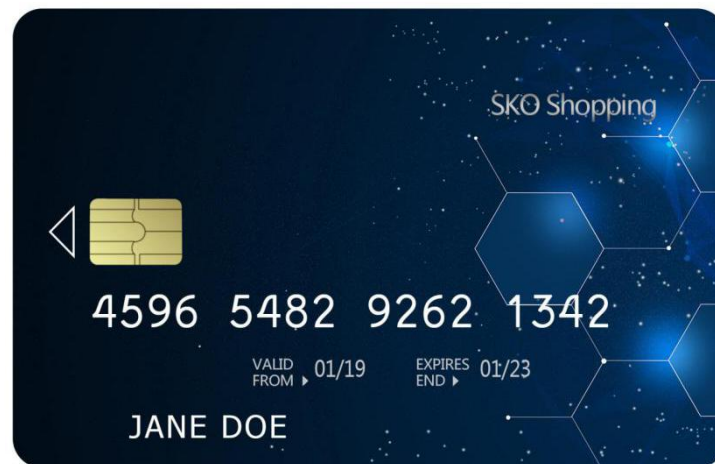 SKO Shopping
4596 5482 9262 1342
VALID FROM 01/19 EXPIRES END 01/23
JANE DOE